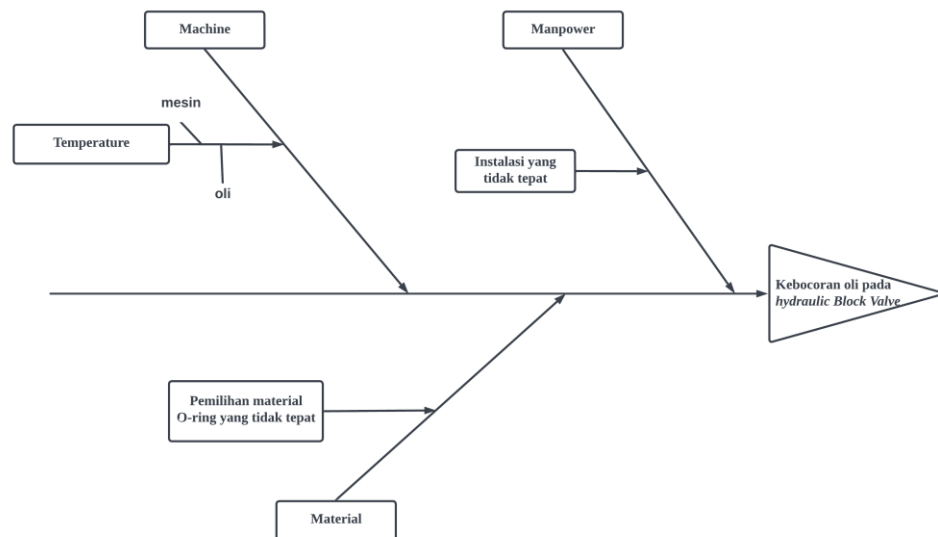 Machine
Manpower
mesin
Temperature
oli
Instalasi yang
tidak tepat
Kebocoran oli pada
hydraulic Block Valve
Pemilihan material
O-ring yang tidak tepat
Material